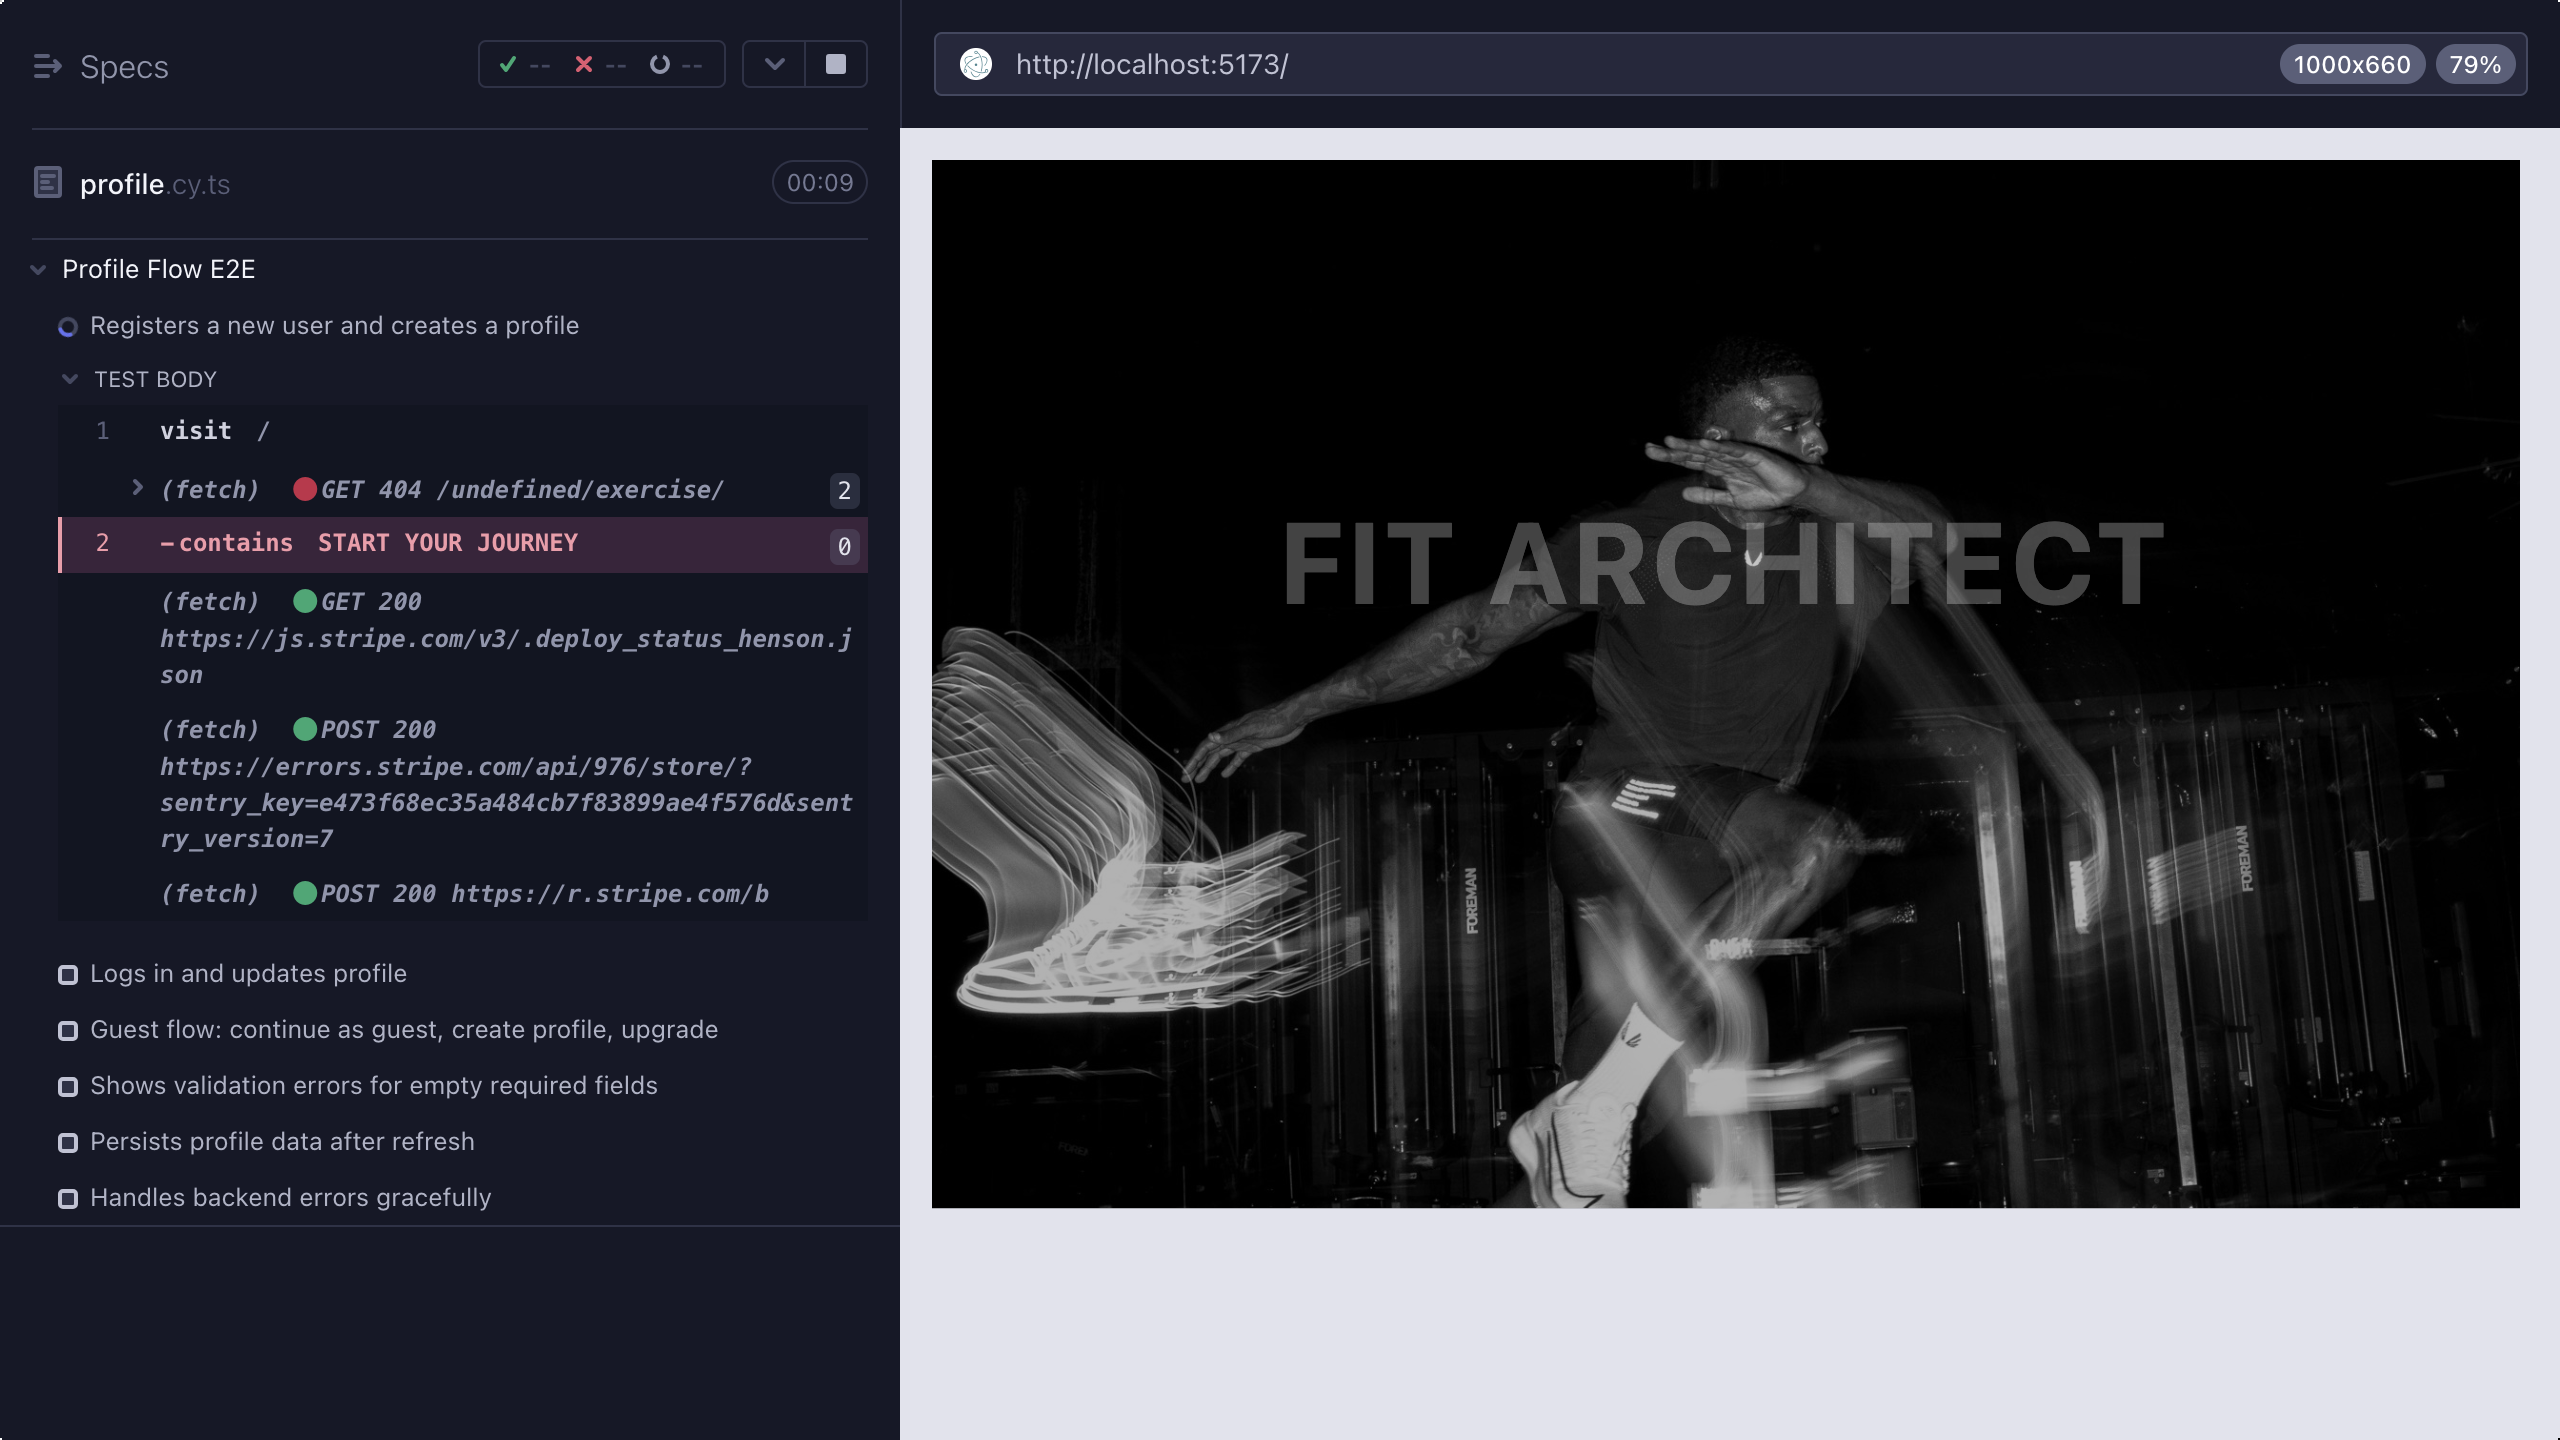 Specs
-- -- --
http://localhost:5173/
1000x660
79%
profile.cy.ts
00:09
Profile Flow E2E
Registers a new user and creates a profile
TEST BODY
1 visit /
(fetch) GET 404 /undefined/exercise/ 2
2 -contains START YOUR JOURNEY 0
(fetch) GET 200
https://js.stripe.com/v3/.deploy_status_henson.j
son
(fetch) POST 200
https://errors.stripe.com/api/976/store/?
sentry_key=e473f68ec35a484cb7f83899ae4f576d&sent
ry_version=7
(fetch) POST 200 https://r.stripe.com/b
Logs in and updates profile
Guest flow: continue as guest, create profile, upgrade
Shows validation errors for empty required fields
Persists profile data after refresh
Handles backend errors gracefully
FIT ARCHITECT
FOREMAN
FOREMAN